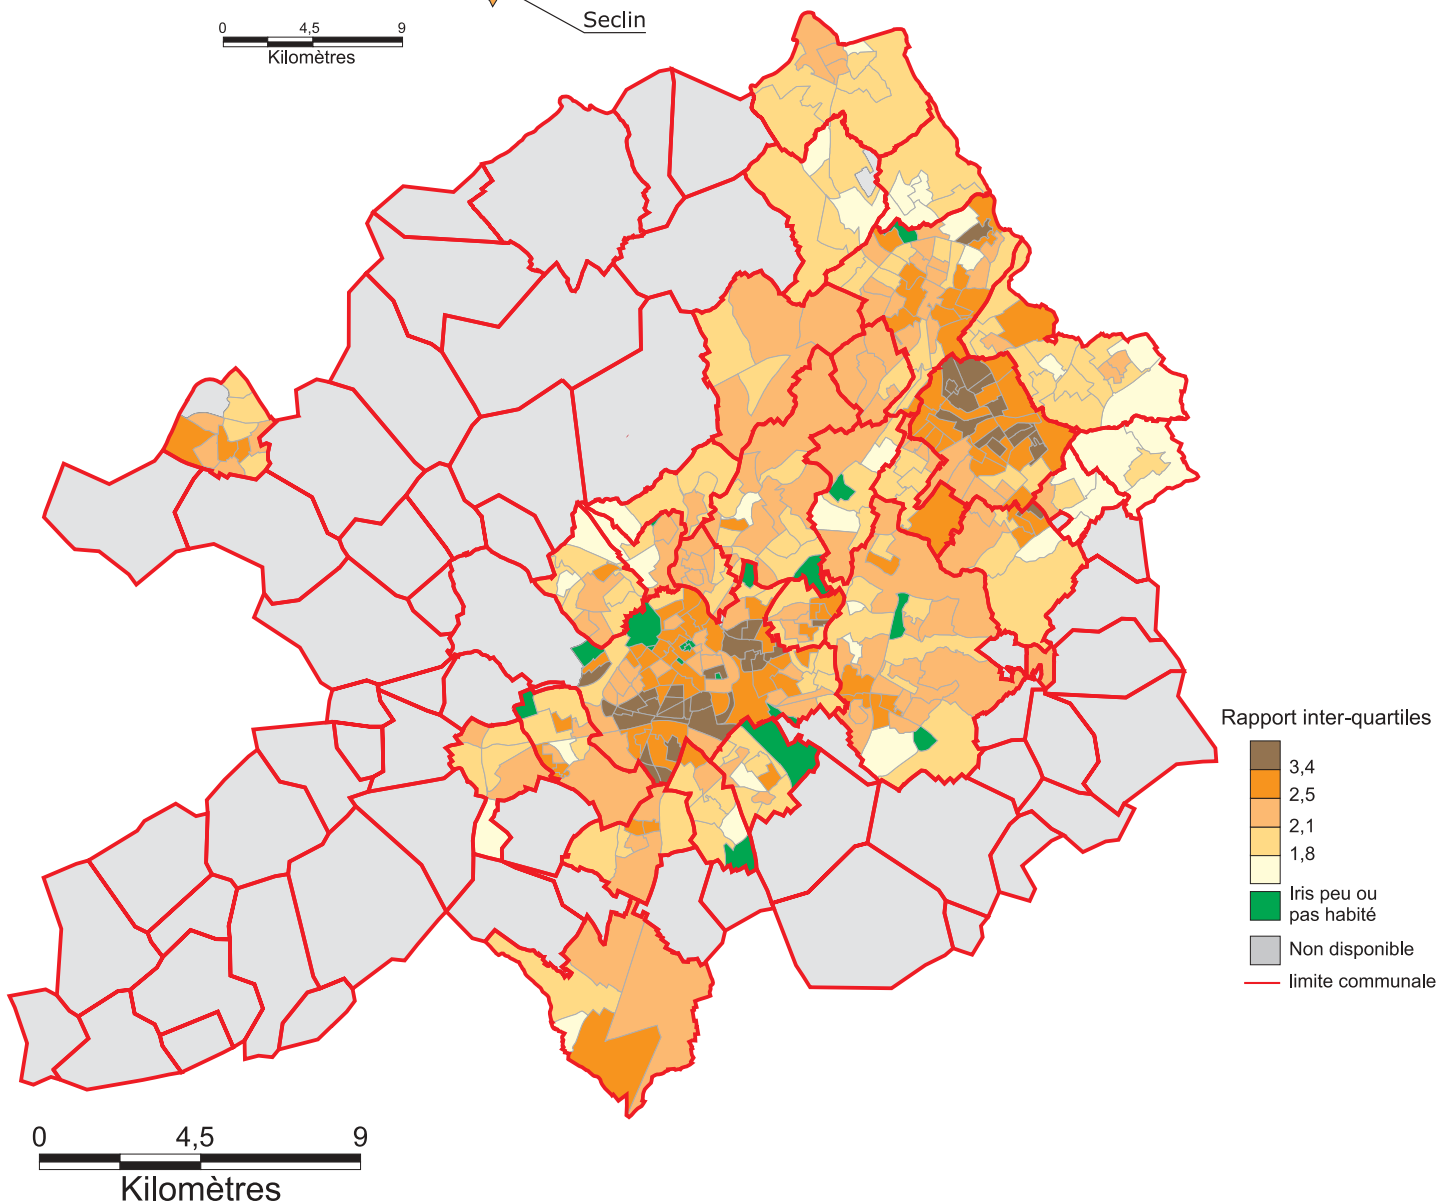 Seclin
0 4,5 9
Kilomètres
Rapport inter-quartiles
3,4
2,5
2,1
1,8
Iris peu ou
pas habité
Non disponible
limite communale
0 4,5 9
Kilomètres